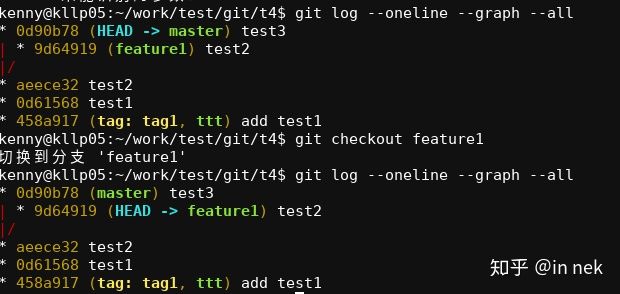 kenny@kllp05:~/work/test/git/t4$ git log --oneline --graph --all
* 0d90b78 (HEAD -> master) test3
| * 9d64919 (feature1) test2
|/
* aeece32 test2
* 0d61568 test1
* 458a917 (tag: tag1, ttt) add test1
kenny@kllp05:~/work/test/git/t4$ git checkout feature1
切换到分支 'feature1'
kenny@kllp05:~/work/test/git/t4$ git log --oneline --graph --all
* 0d90b78 (master) test3
| * 9d64919 (HEAD -> feature1) test2
|/
* aeece32 test2
* 0d61568 test1
* 458a917 (tag: tag1, ttt) add test1
知乎 @in nek